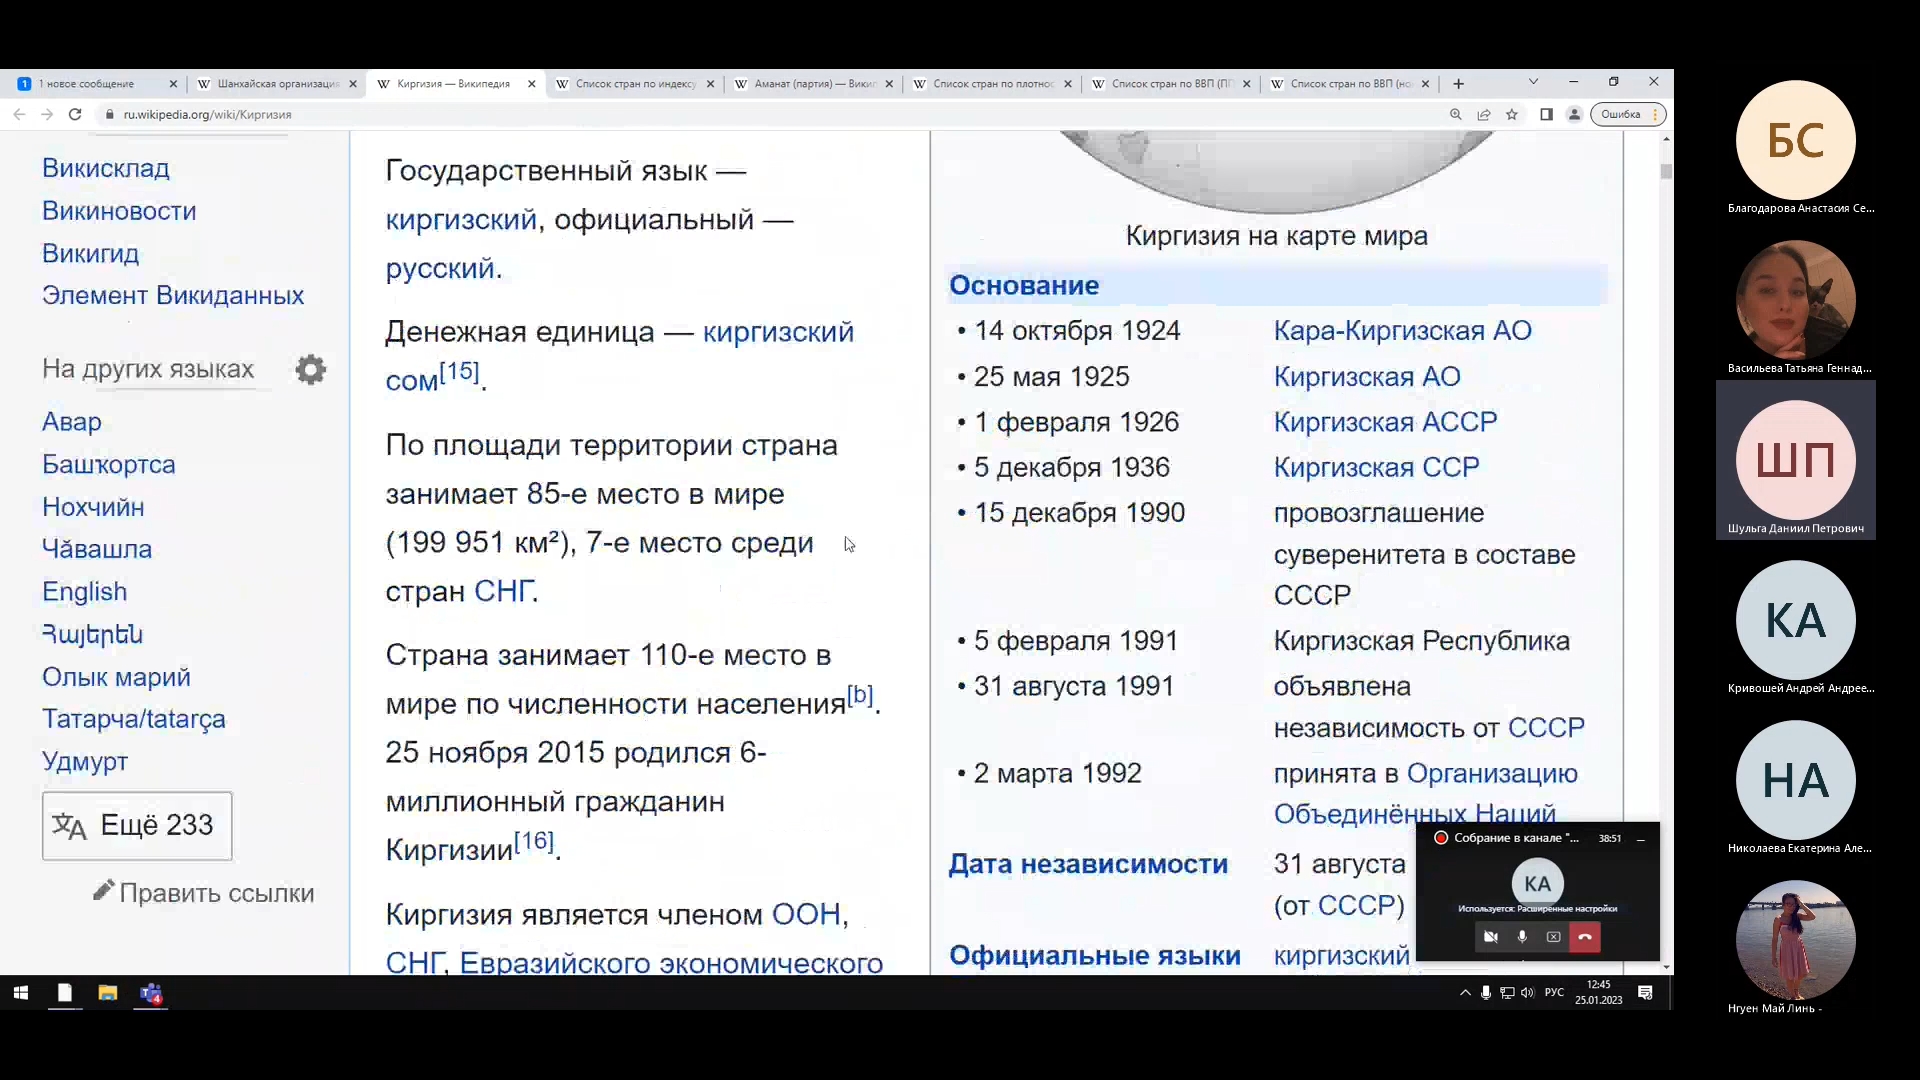 1 новое сообщение
Шанхайская организация
Киргизия — Википедия
Список стран по индексу
Аманат (партия) — Викип
Список стран по плотнос
Список стран по ВВП (ПП
Список стран по ВВП (но
ru.wikipedia.org/wiki/Киргизия
Ошибка
Викисклад
Викиновости
Викигид
Элемент Викиданных
На других языках
Авар
Башҡортса
Нохчийн
Чӑвашла
English
Հայերեն
Олык марий
Татарча/tatarça
Удмурт
Ещё 233
Править ссылки
Государственный язык —
киргизский, официальный —
русский.
Денежная единица — киргизский
сом[15].
По площади территории страна
занимает 85-е место в мире
(199 951 км²), 7-е место среди
стран СНГ.
Страна занимает 110-е место в
мире по численности населения[b].
25 ноября 2015 родился 6-
миллионный гражданин
Киргизии[16].
Киргизия является членом ООН,
СНГ, Евразийского экономического
Киргизия на карте мира
Основание
• 14 октября 1924 Кара-Киргизская АО
• 25 мая 1925 Киргизская АО
• 1 февраля 1926 Киргизская АССР
• 5 декабря 1936 Киргизская ССР
• 15 декабря 1990 провозглашение
суверенитета в составе
СССР
• 5 февраля 1991 Киргизская Республика
• 31 августа 1991 объявлена
независимость от СССР
• 2 марта 1992 принята в Организацию
Объединённых Наций
Дата независимости 31 августа
(от СССР)
Официальные языки киргизский
Собрание в канале "... 38:51
КА
Используется: Расширенные настройки
4
РУС
12:45
25.01.2023
БС
Благодарова Анастасия Се...
Васильева Татьяна Геннад...
ШП
Шульга Даниил Петрович
КА
Кривошей Андрей Андрее...
НА
Николаева Екатерина Але...
Нгуен Май Линь -